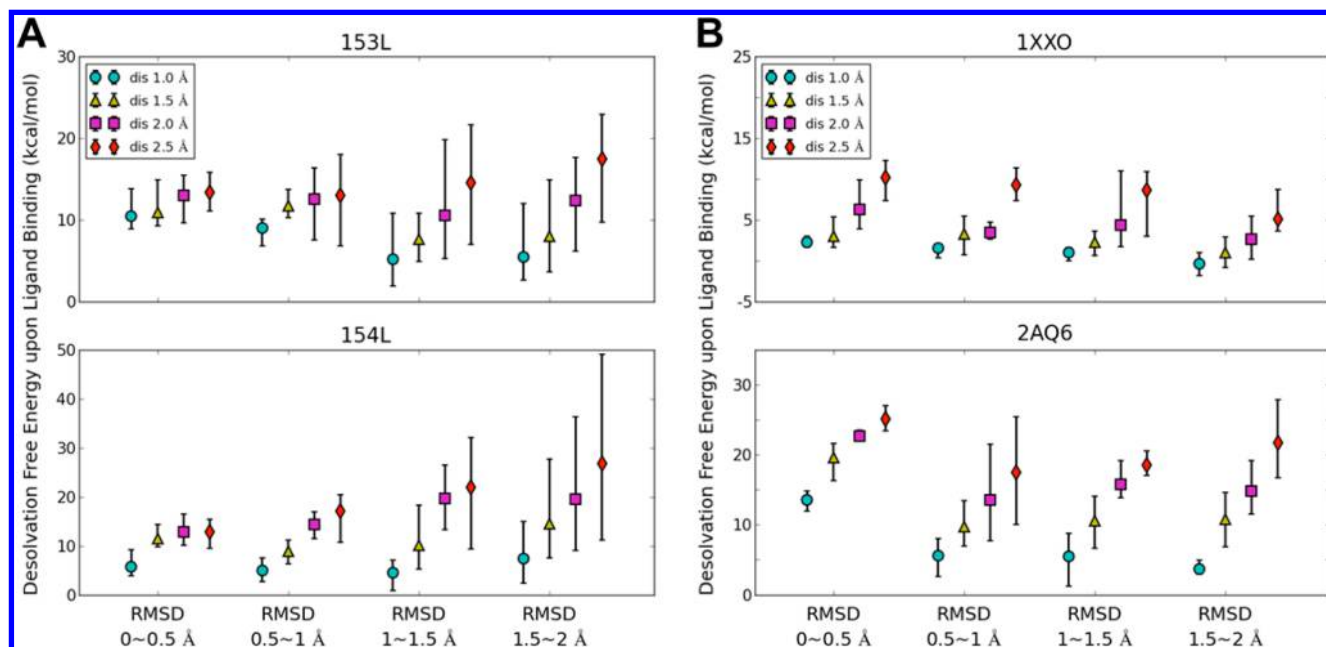 A
B
153L
1XXO
Desolvation Free Energy upon Ligand Binding (kcal/mol)
30
20
10
0
dis 1.0 Å
dis 1.5 Å
dis 2.0 Å
dis 2.5 Å
Desolvation Free Energy upon Ligand Binding (kcal/mol)
25
15
5
-5
dis 1.0 Å
dis 1.5 Å
dis 2.0 Å
dis 2.5 Å
154L
2AQ6
50
40
30
20
10
0
30
20
10
0
RMSD RMSD RMSD RMSD
0~0.5 Å 0.5~1 Å 1~1.5 Å 1.5~2 Å
RMSD RMSD RMSD RMSD
0~0.5 Å 0.5~1 Å 1~1.5 Å 1.5~2 Å